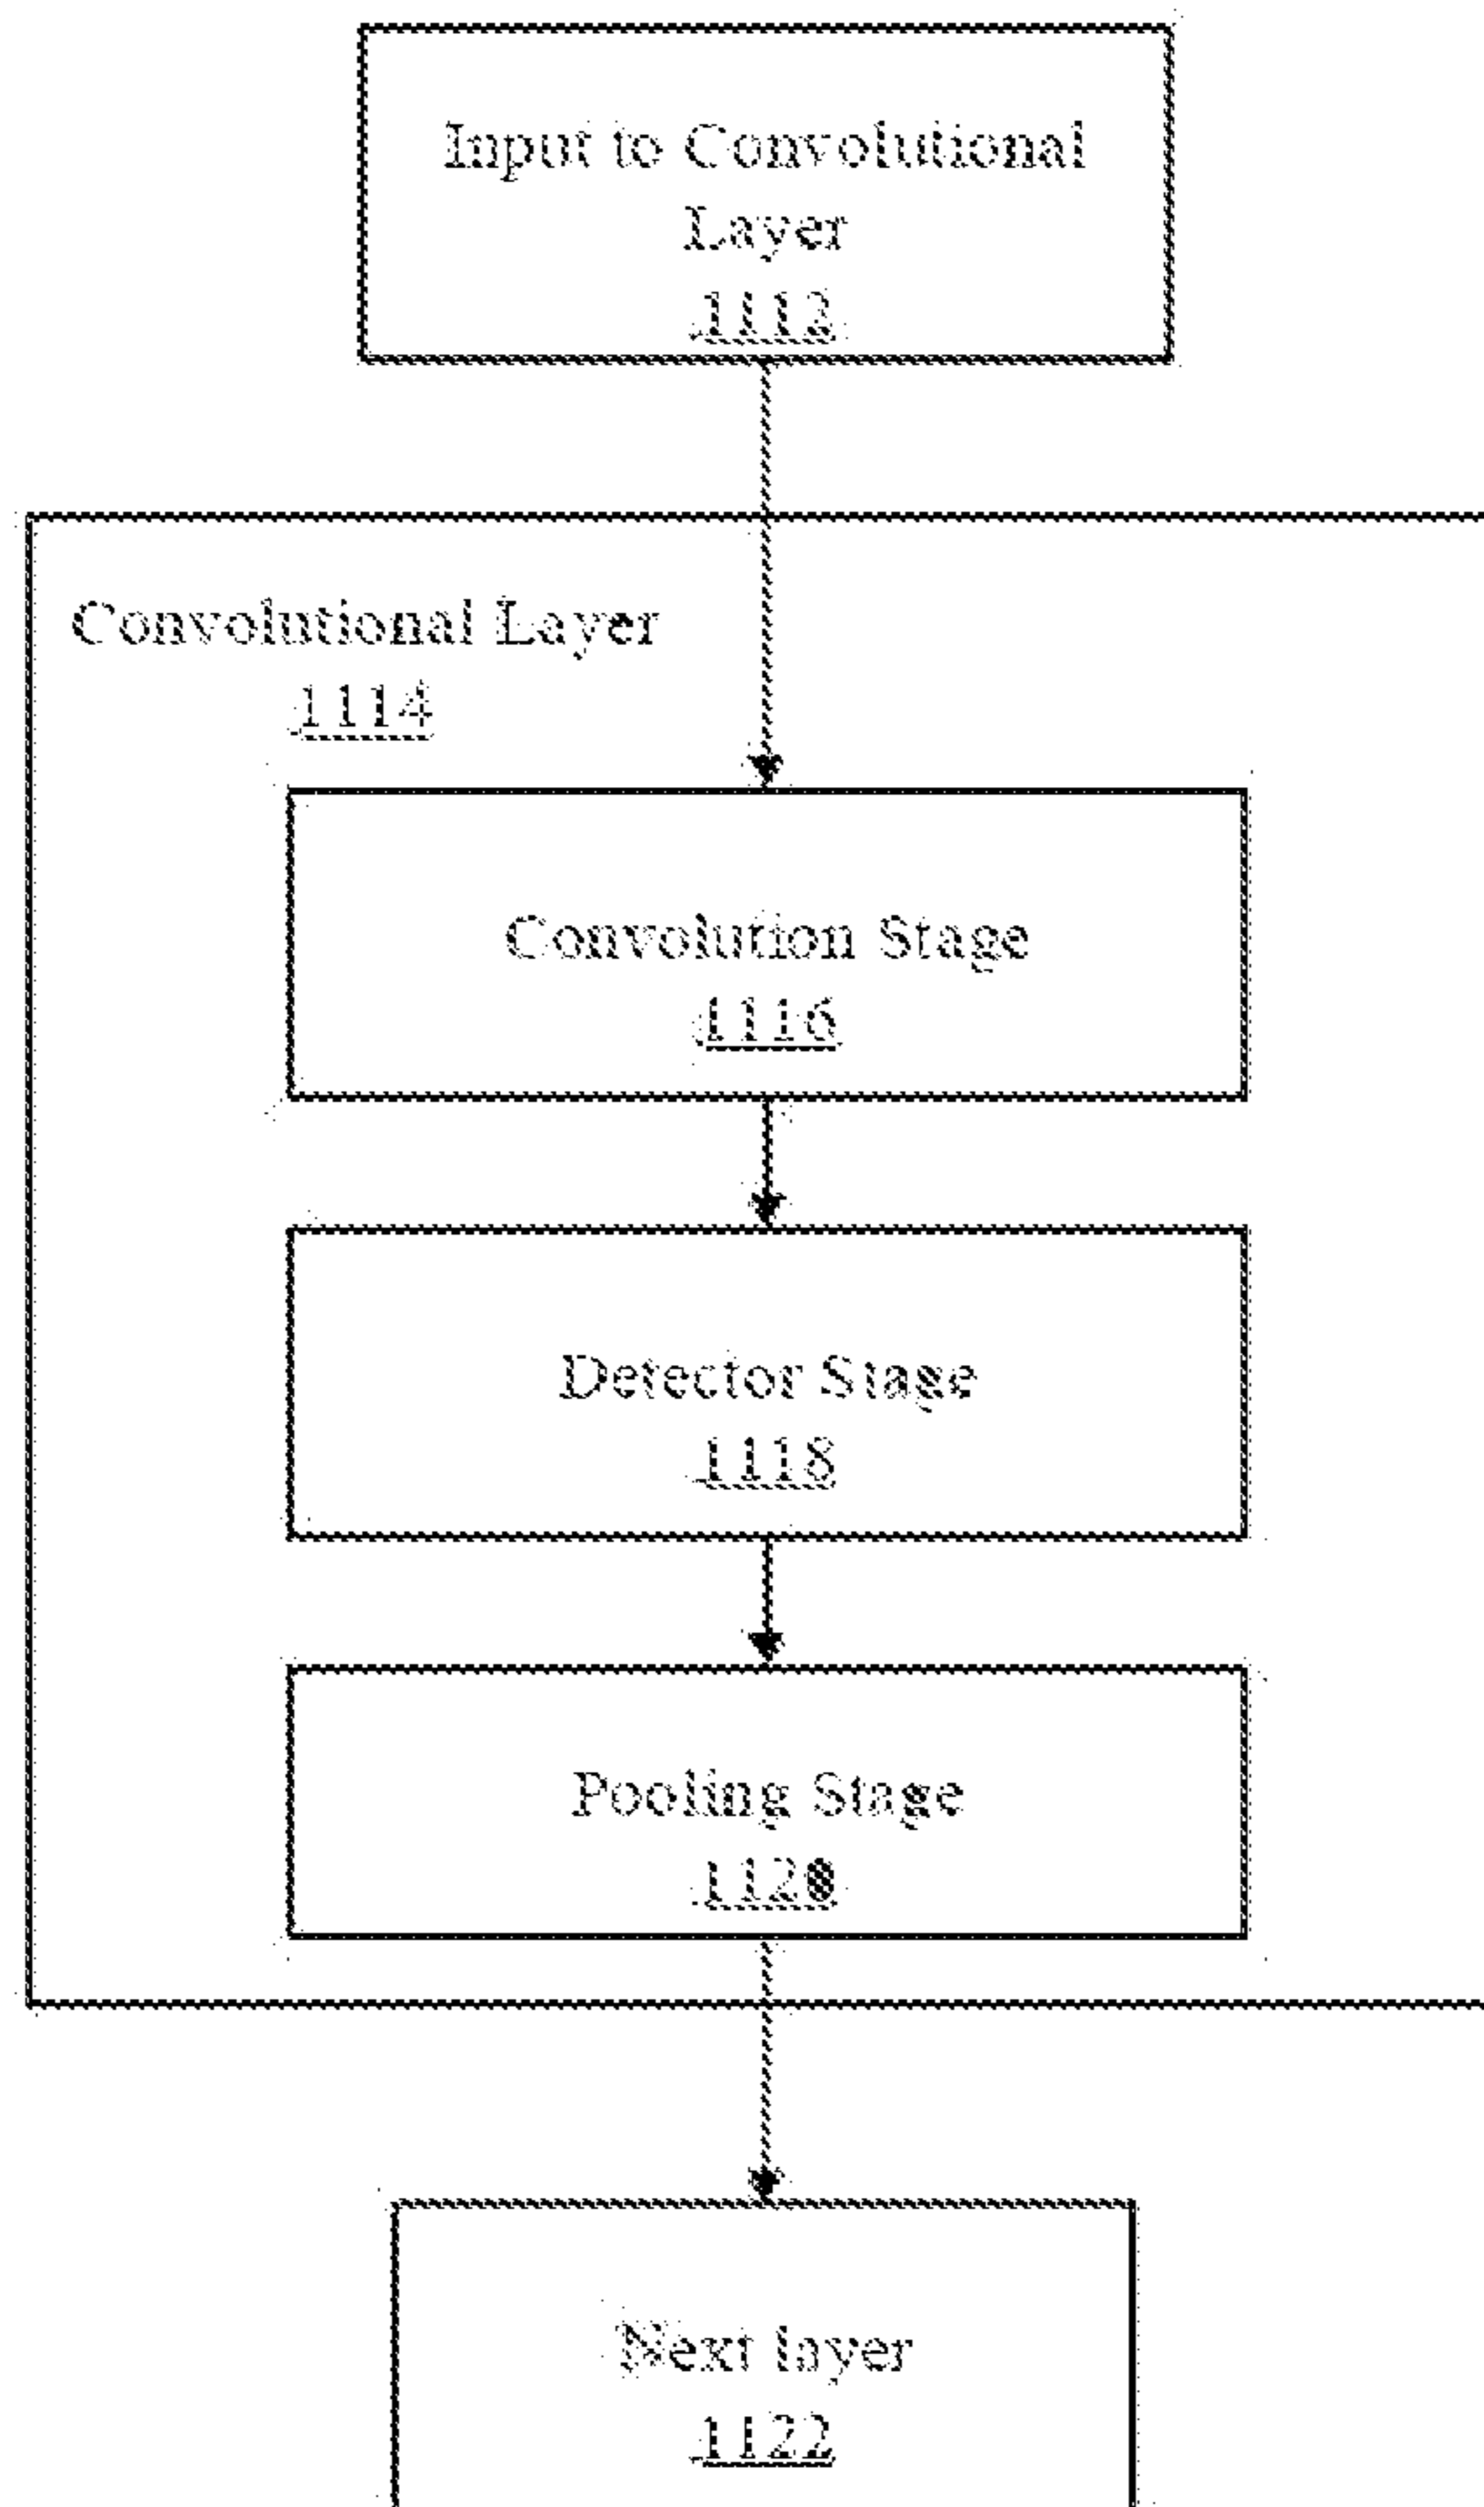 Input to Convolutional
Layer
1112
Convolutional Layer
1114
Convolution Stage
1116
Detector Stage
1118
Pooling Stage
1120
Next layer
1122